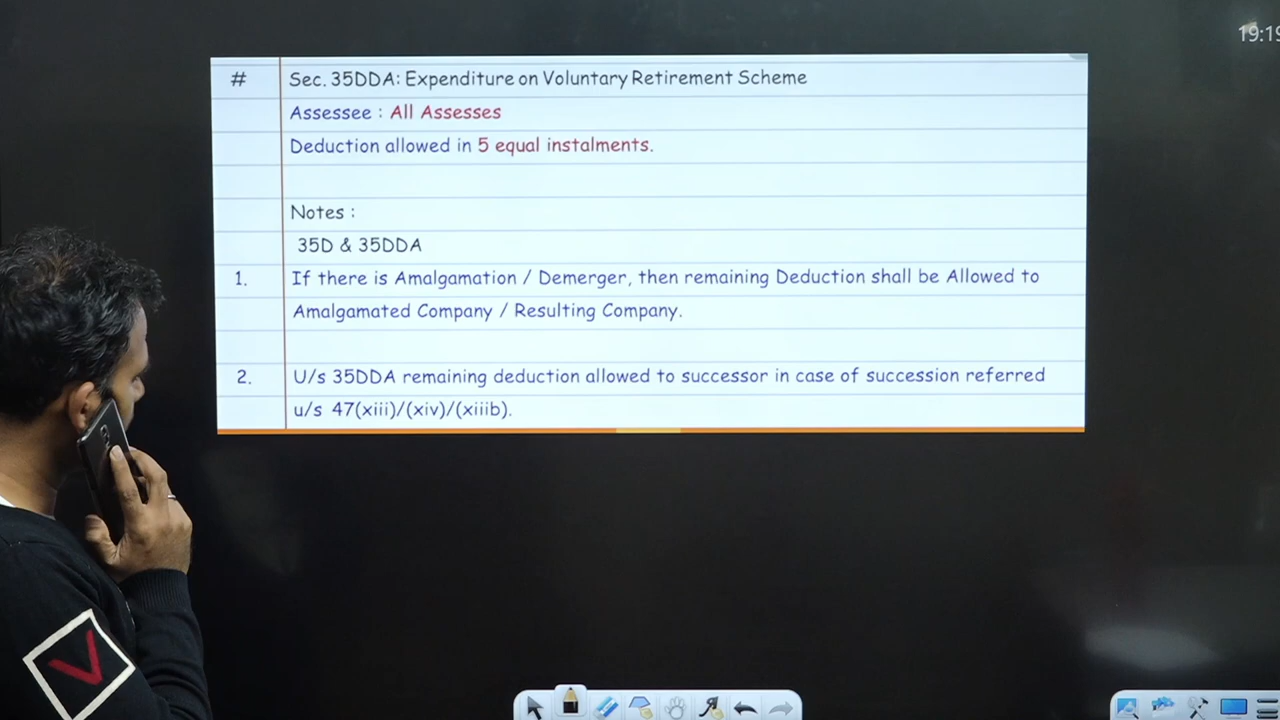 19:19
# Sec. 35DDA: Expenditure on Voluntary Retirement Scheme
Assessee : All Assesses
Deduction allowed in 5 equal instalments.
Notes :
35D & 35DDA
1. If there is Amalgamation / Demerger, then remaining Deduction shall be Allowed to
Amalgamated Company / Resulting Company.
2. U/s 35DDA remaining deduction allowed to successor in case of succession referred
u/s 47(xiii)/(xiv)/(xiiib).